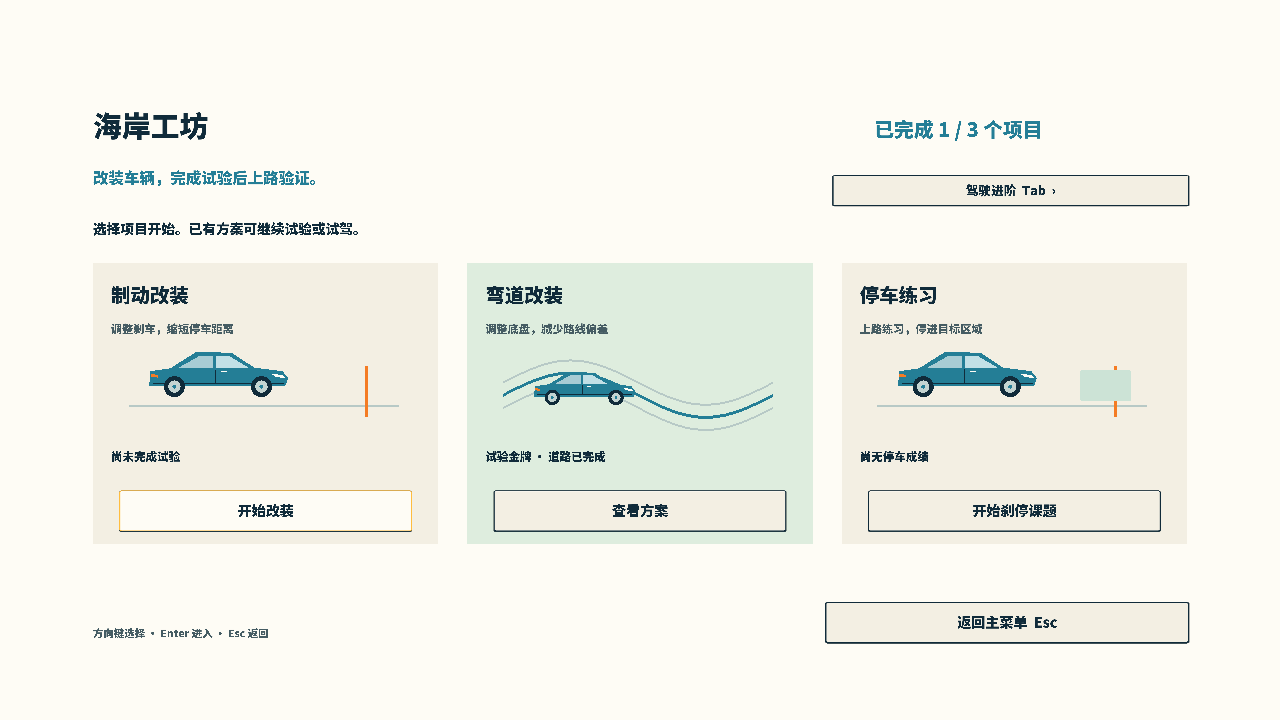 海岸工坊
已完成 1 / 3 个项目
改装车辆，完成试验后上路验证。
驾驶进阶 Tab ›
选择项目开始。已有方案可继续试验或试驾。
制动改装
调整刹车，缩短停车距离
尚未完成试验
开始改装
弯道改装
调整底盘，减少路线偏差
试验金牌 · 道路已完成
查看方案
停车练习
上路练习，停进目标区域
尚无停车成绩
开始刹停课题
方向键选择 · Enter 进入 · Esc 返回
返回主菜单 Esc